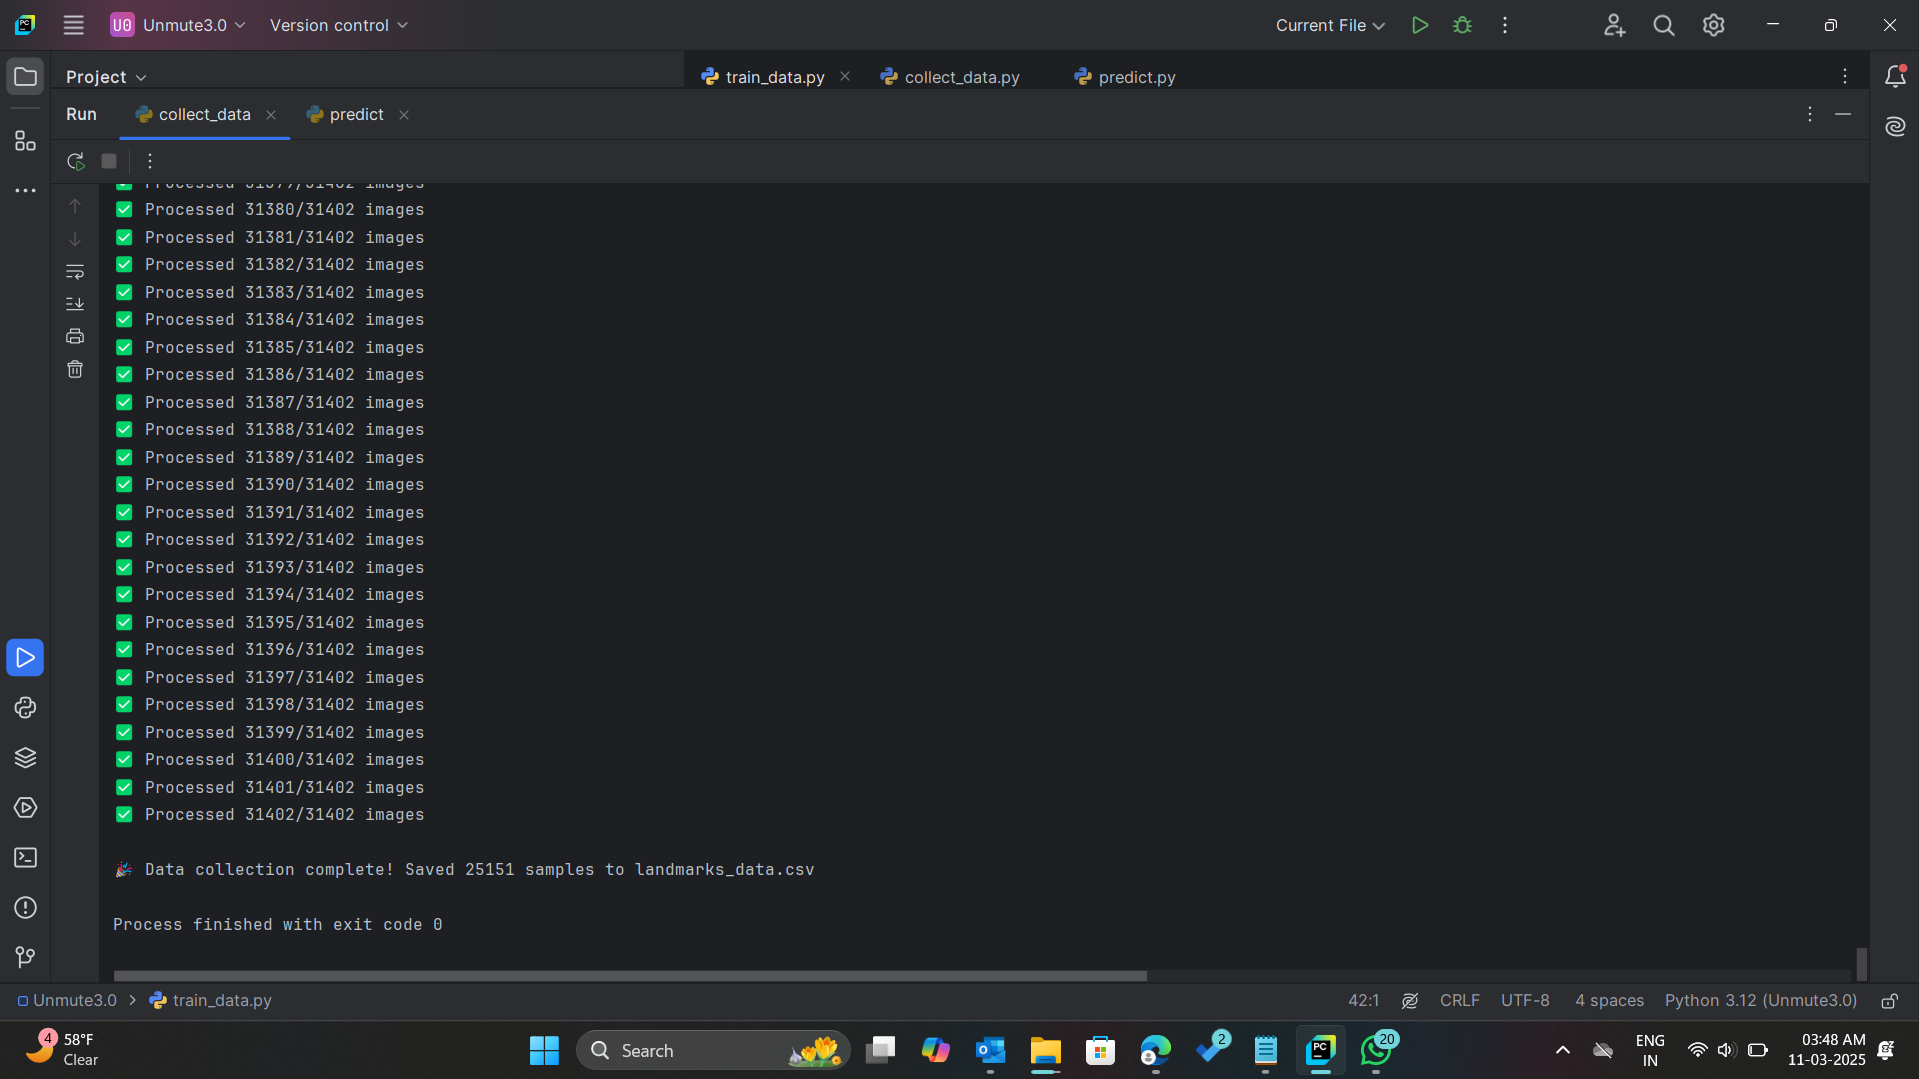 U0 Unmute3.0 Version control Current File
Project train_data.py collect_data.py predict.py
Run collect_data predict
Processed 31379/31402 images
✅ Processed 31380/31402 images
✅ Processed 31381/31402 images
✅ Processed 31382/31402 images
✅ Processed 31383/31402 images
✅ Processed 31384/31402 images
✅ Processed 31385/31402 images
✅ Processed 31386/31402 images
✅ Processed 31387/31402 images
✅ Processed 31388/31402 images
✅ Processed 31389/31402 images
✅ Processed 31390/31402 images
✅ Processed 31391/31402 images
✅ Processed 31392/31402 images
✅ Processed 31393/31402 images
✅ Processed 31394/31402 images
✅ Processed 31395/31402 images
✅ Processed 31396/31402 images
✅ Processed 31397/31402 images
✅ Processed 31398/31402 images
✅ Processed 31399/31402 images
✅ Processed 31400/31402 images
✅ Processed 31401/31402 images
✅ Processed 31402/31402 images
🎉 Data collection complete! Saved 25151 samples to landmarks_data.csv
Process finished with exit code 0
Unmute3.0 > train_data.py 42:1 CRLF UTF-8 4 spaces Python 3.12 (Unmute3.0)
4 58°F
Clear
Search
2
PC
20
ENG
IN
03:48 AM
11-03-2025